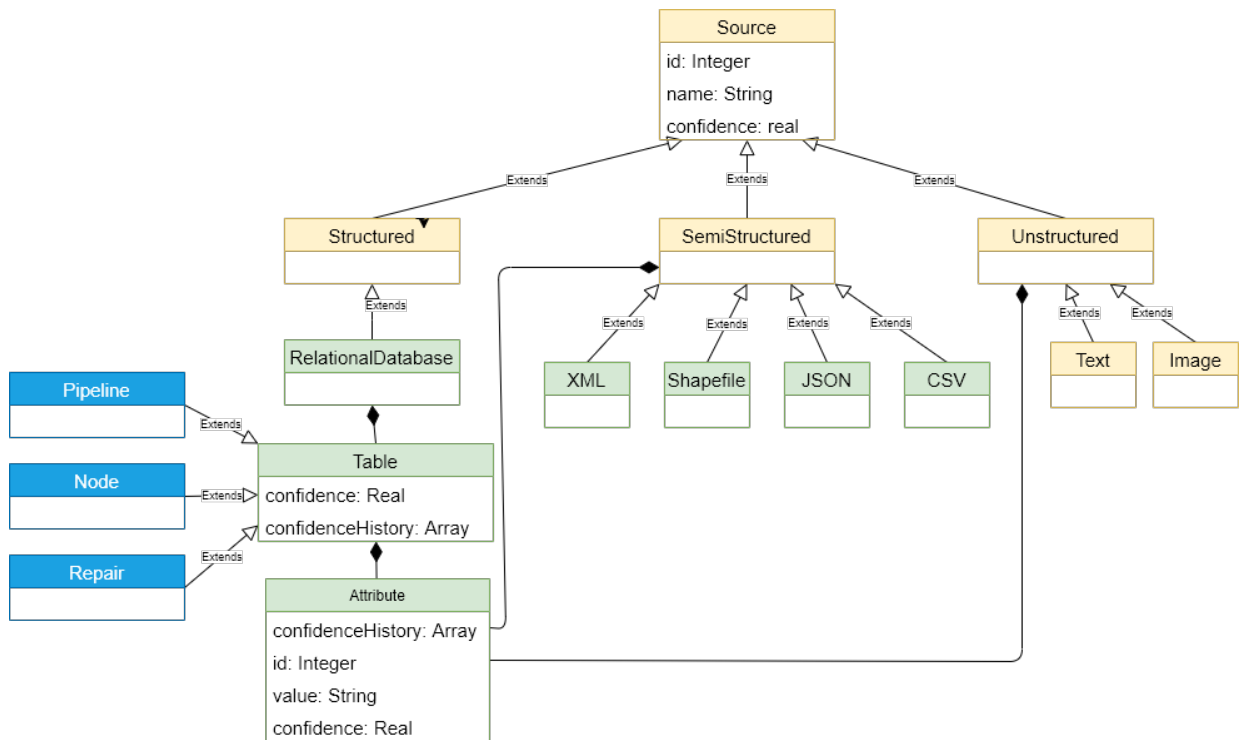 Source
id: Integer
name: String
confidence: real
Extends
Extends
Extends
Structured
SemiStructured
Unstructured
Extends
Extends
Extends
Extends
Extends
Extends
Extends
RelationalDatabase
XML
Shapefile
JSON
CSV
Text
Image
Pipeline
Extends
Table
confidence: Real
confidenceHistory: Array
Node
Extends
Repair
Extends
Attribute
confidenceHistory: Array
id: Integer
value: String
confidence: Real